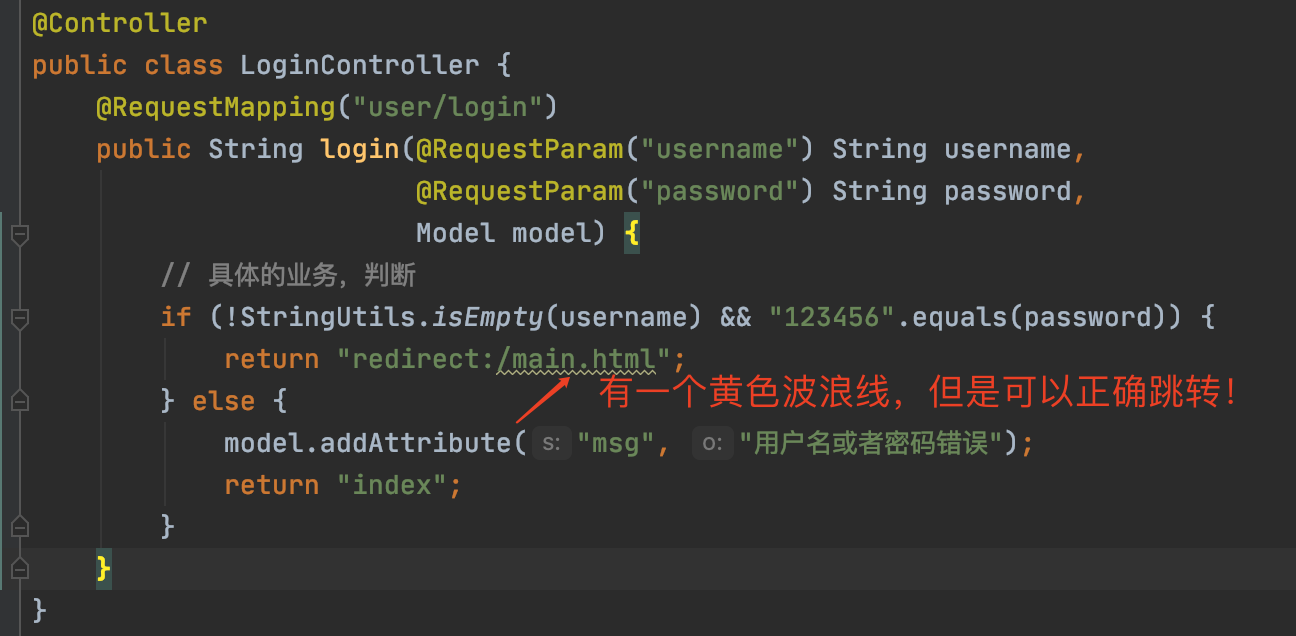 @Controller
public class LoginController {
@RequestMapping("user/login")
public String login(@RequestParam("username") String username,
@RequestParam("password") String password,
Model model) {
// 具体的业务，判断
if (!StringUtils.isEmpty(username) && "123456".equals(password)) {
return "redirect:/main.html";
有一个黄色波浪线，但是可以正确跳转！
} else {
model.addAttribute( s: "msg", o: "用户名或者密码错误");
return "index";
}
}
}